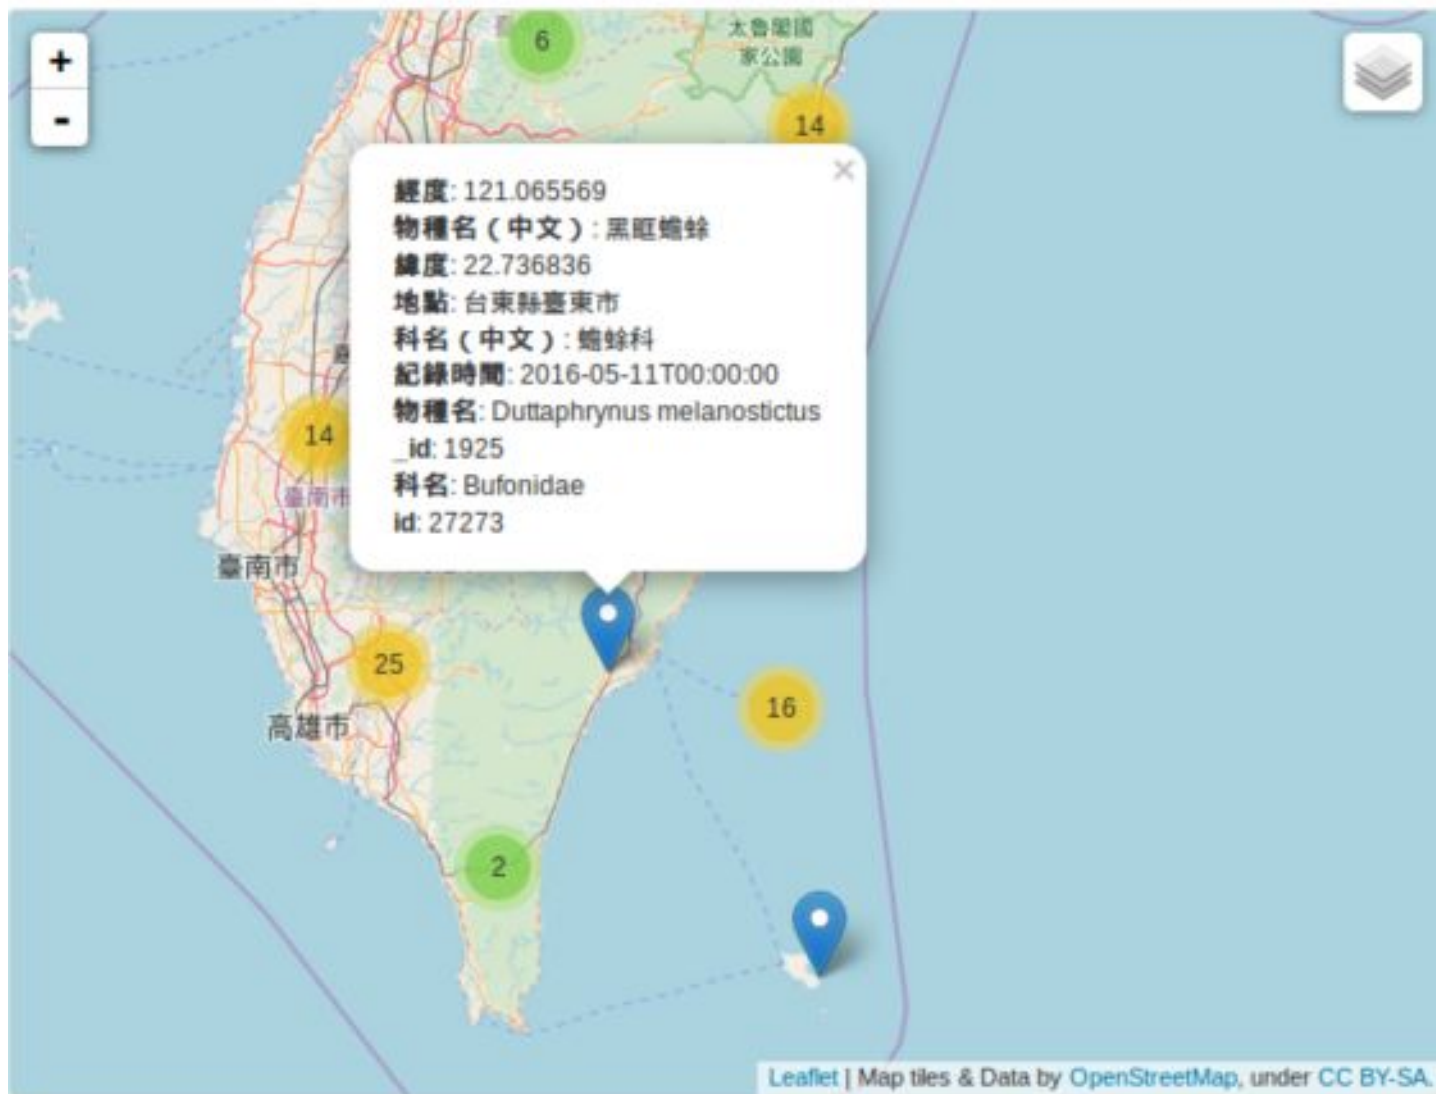 6
太魯閣國
家公園
+
-
14
×
經度: 121.065569
物種名（中文）: 黑眶蟾蜍
緯度: 22.736836
地點: 台東縣臺東市
科名（中文）: 蟾蜍科
紀錄時間: 2016-05-11T00:00:00
物種名: Duttaphrynus melanostictus
_id: 1925
科名: Bufonidae
id: 27273
14
臺南市
臺南市
25
16
高雄市
2
Leaflet | Map tiles & Data by OpenStreetMap, under CC BY-SA.